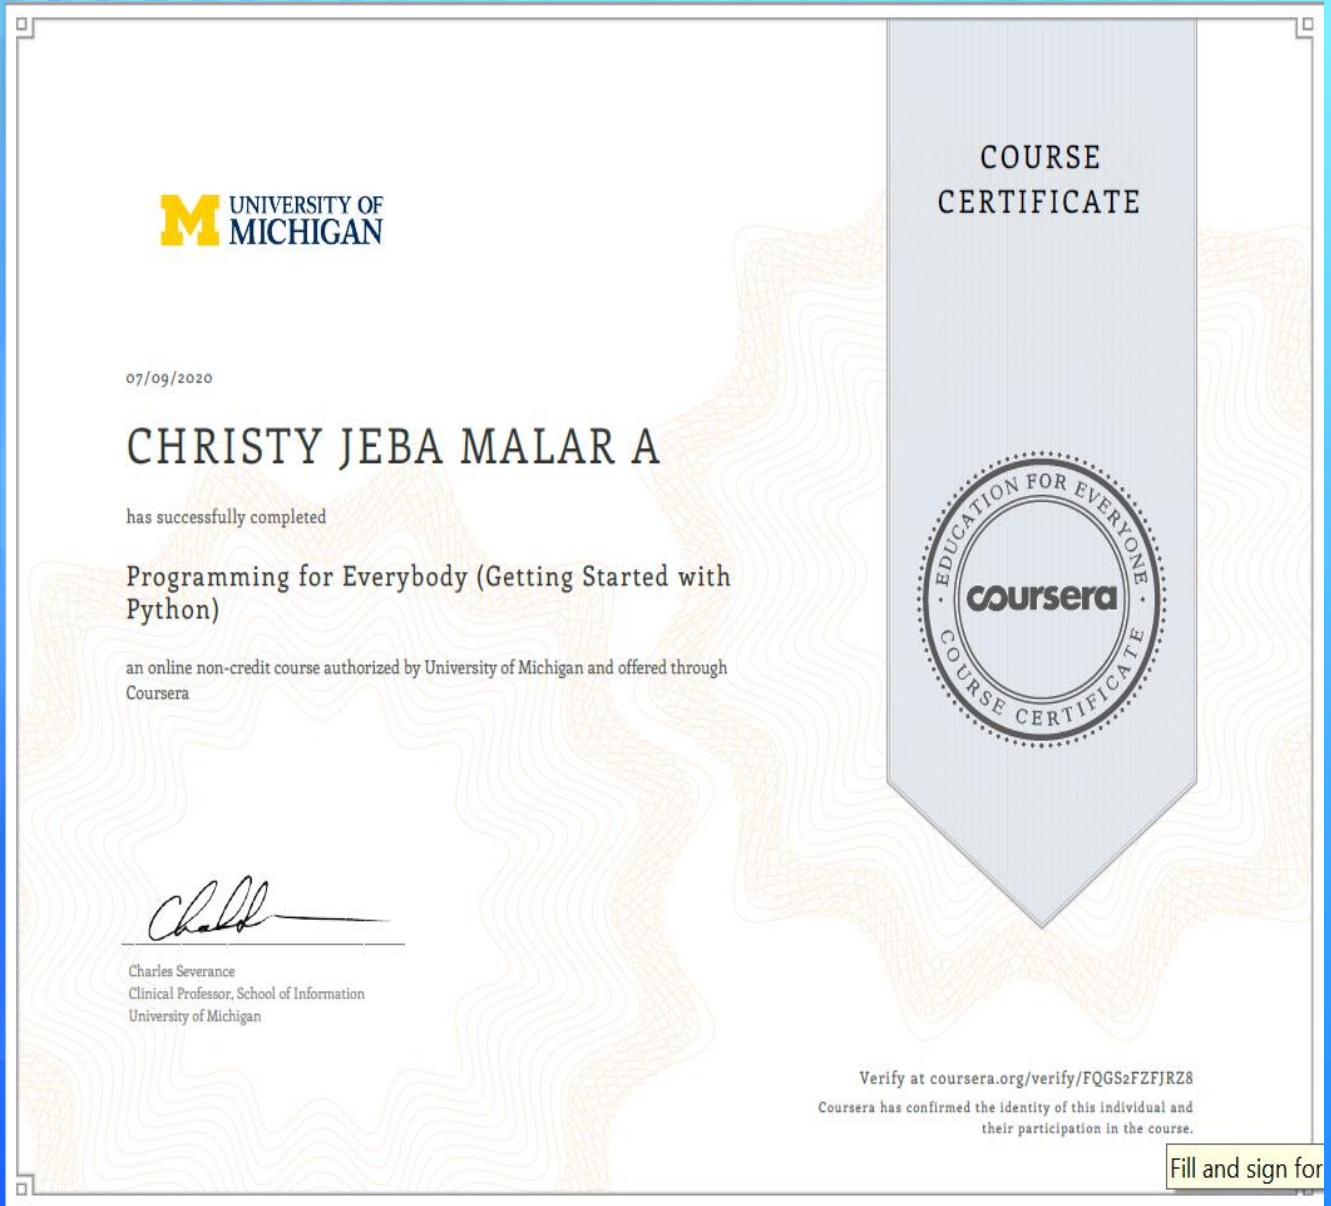 COURSE
CERTIFICATE
UNIVERSITY OF
MICHIGAN
07/09/2020
CHRISTY JEBA MALAR A
has successfully completed
Programming for Everybody (Getting Started with
Python)
an online non-credit course authorized by University of Michigan and offered through
Coursera
EDUCATION FOR EVERYONE
coursera
COURSE CERTIFICATE
Charles Severance
Clinical Professor, School of Information
University of Michigan
Verify at coursera.org/verify/FQGS2FZFJRZ8
Coursera has confirmed the identity of this individual and
their participation in the course.
Fill and sign for